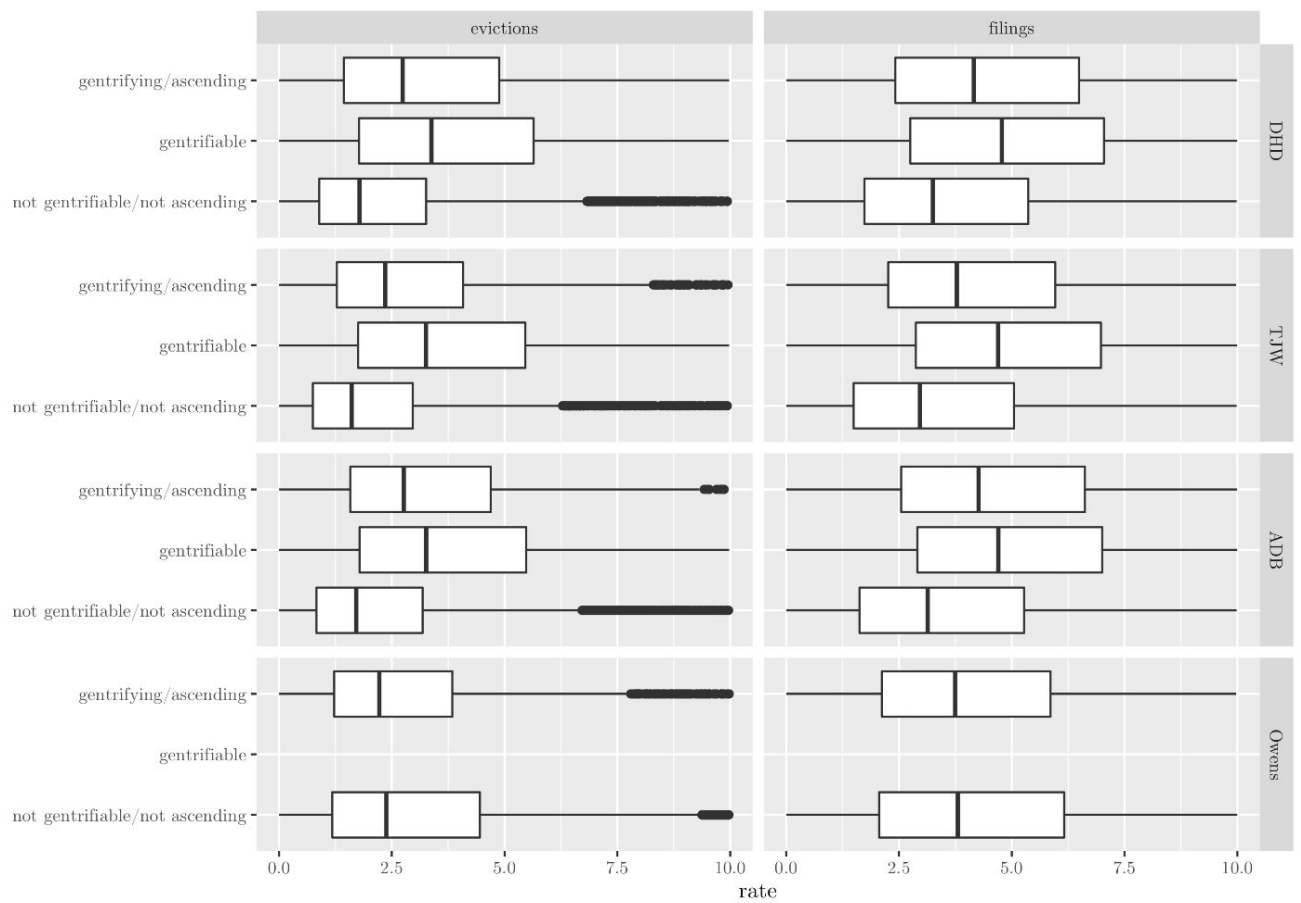 evictions filings
gentrifying/ascending
gentrifiable
not gentrifiable/not ascending
DHD
gentrifying/ascending
gentrifiable
not gentrifiable/not ascending
TJW
gentrifying/ascending
gentrifiable
not gentrifiable/not ascending
ADB
gentrifying/ascending
gentrifiable
not gentrifiable/not ascending
Owens
0.0 2.5 5.0 7.5 10.0 0.0 2.5 5.0 7.5 10.0
rate